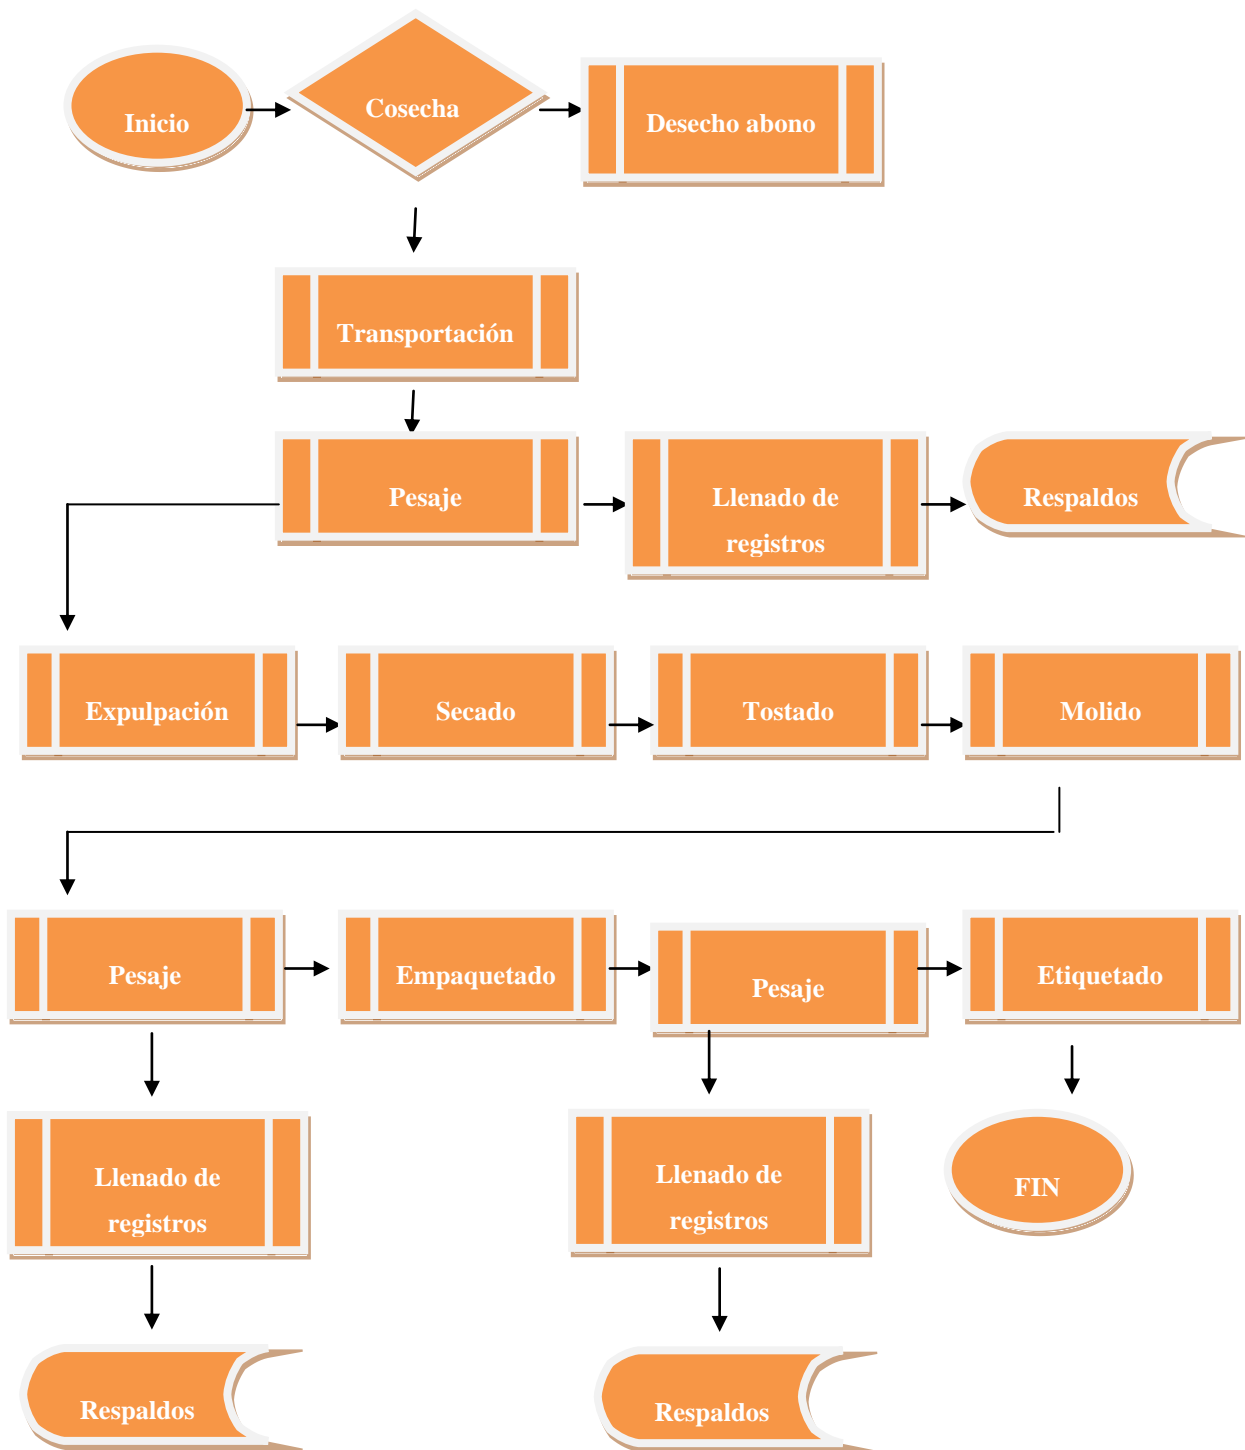 Inicio
Cosecha
Desecho abono
Transportación
Pesaje
Llenado de
registros
Respaldos
Expulpación
Secado
Tostado
Molido
Pesaje
Empaquetado
Pesaje
Etiquetado
Llenado de
registros
Llenado de
registros
FIN
Respaldos
Respaldos